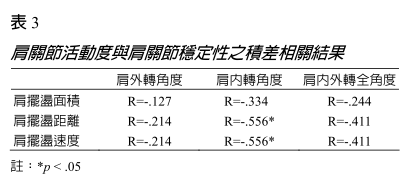 表 3
肩關節活動度與肩關節穩定性之積差相關結果
肩外轉角度 肩內轉角度 肩內外轉全角度
肩擺盪面積 R=-.127 R=-.334 R=-.244
肩擺盪距離 R=-.214 R=-.556* R=-.411
肩擺盪速度 R=-.214 R=-.556* R=-.411
註：*p < .05